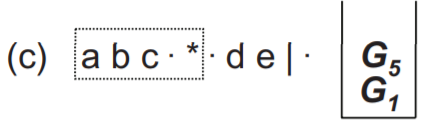 (c) a b c · * · d e | · G₅
G₁